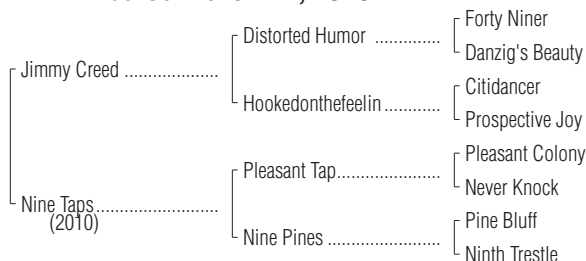 Forty Niner
Distorted Humor ..............
Danzig's Beauty
Jimmy Creed ....................
Citidancer
Hookedonthefeelin ............
Prospective Joy
Pleasant Colony
Pleasant Tap......................
Never Knock
Nine Taps..........................
(2010)
Pine Bluff
Nine Pines ........................
Ninth Trestle